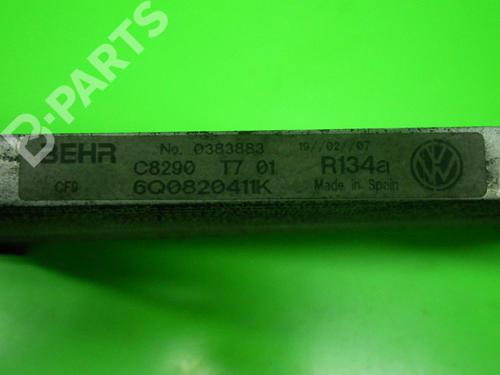 B-PARTS
BEHR No. 0383883 19//02//07
C8290 T7 01 R134a
CF9 6Q0820411K Made in Spain